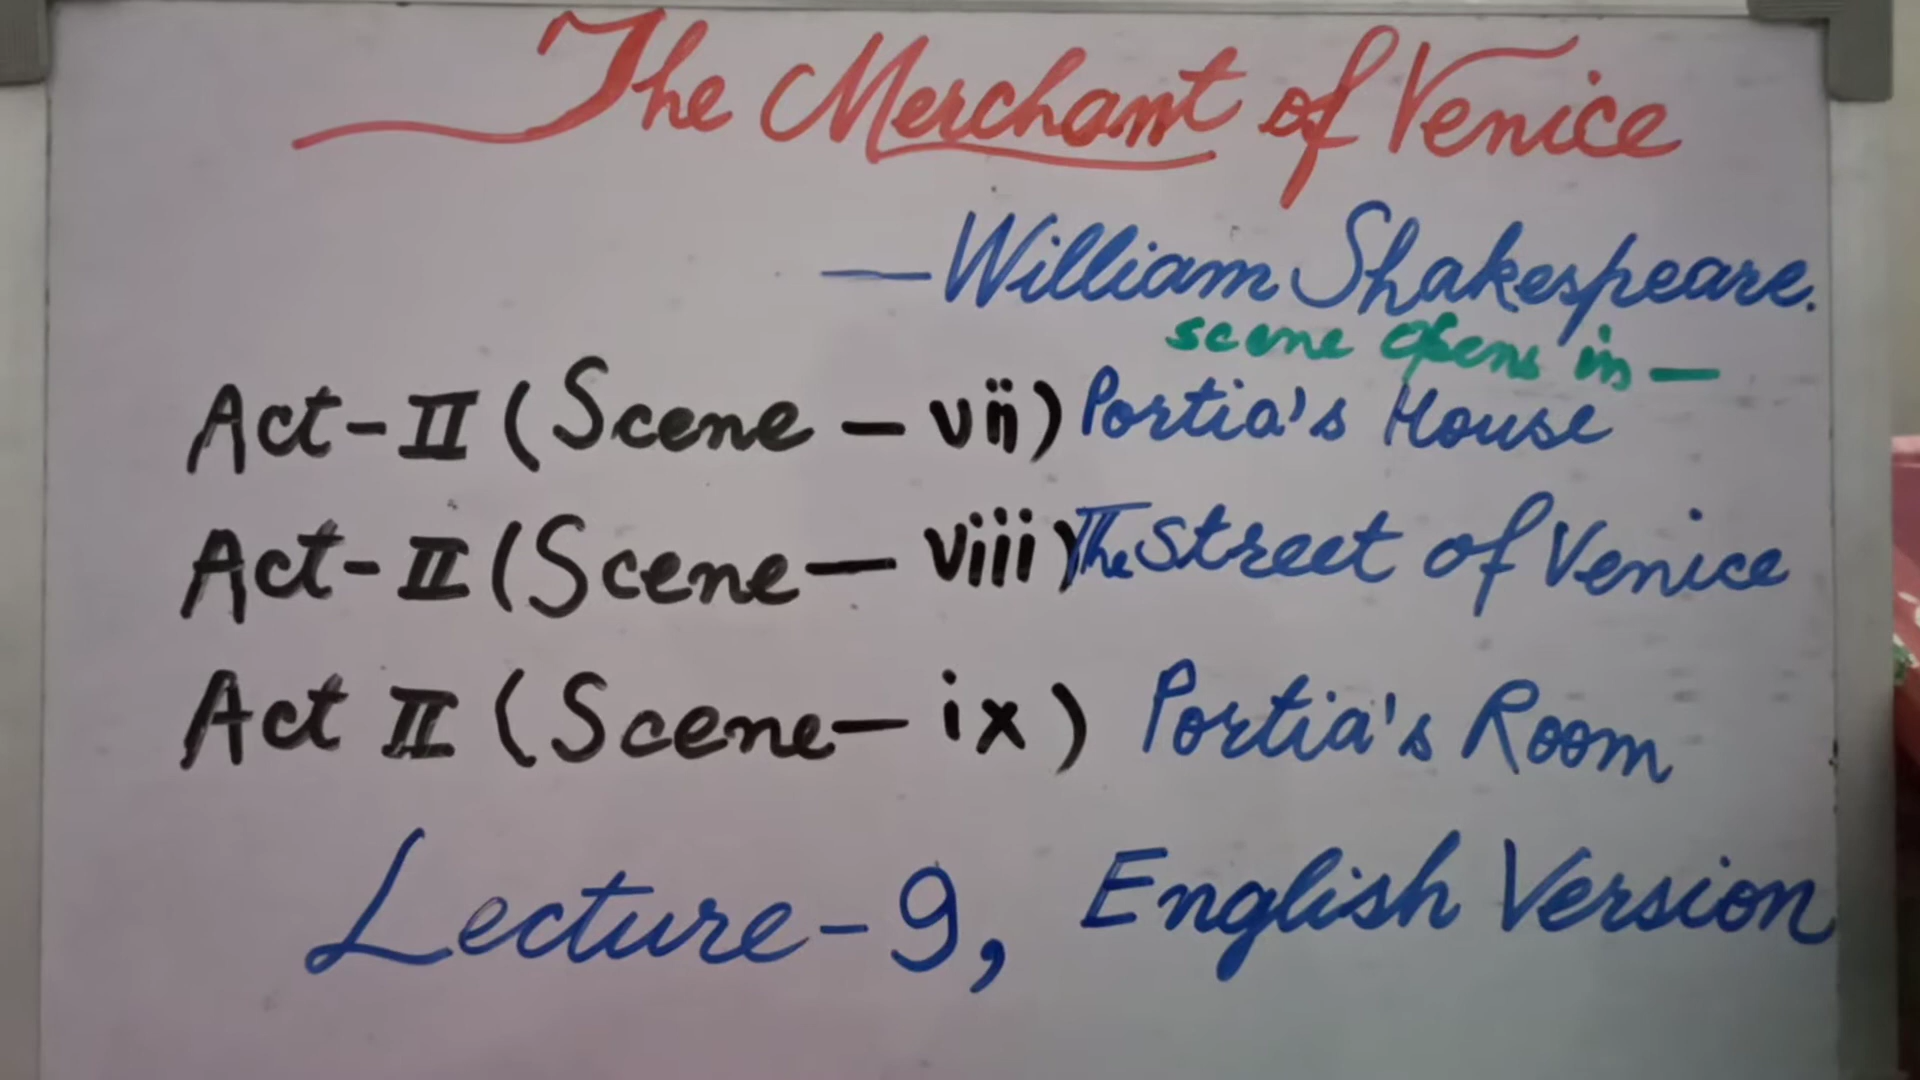 The Merchant of Venice
— William Shakespeare.
scene opens in —
Act-II (Scene – vii) Portia's House
Act-II (Scene – viii) The Street of Venice
Act II (Scene – ix) Portia's Room
Lecture-9, English Version